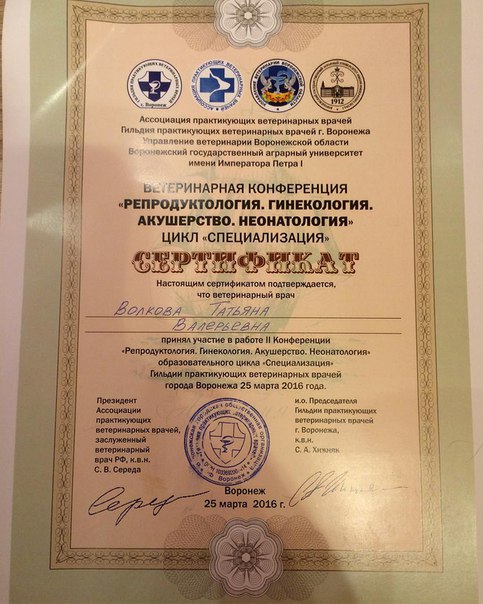 г. Воронеж
1912
Ассоциация практикующих ветеринарных врачей
Гильдия практикующих ветеринарных врачей г. Воронежа
Управление ветеринарии Воронежской области
Воронежский государственный аграрный университет
имени Императора Петра I
ВЕТЕРИНАРНАЯ КОНФЕРЕНЦИЯ
«РЕПРОДУКТОЛОГИЯ. ГИНЕКОЛОГИЯ.
АКУШЕРСТВО. НЕОНАТОЛОГИЯ»
ЦИКЛ «СПЕЦИАЛИЗАЦИЯ»
СЕРТИФИКАТ
Настоящим сертификатом подтверждается,
что ветеринарный врач
Волкова Татьяна
Валерьевна
принял участие в работе II Конференции
«Репродуктология. Гинекология. Акушерство. Неонатология»
образовательного цикла «Специализация»
Гильдии практикующих ветеринарных врачей
города Воронежа 25 марта 2016 года.
Президент
Ассоциации
практикующих
ветеринарных врачей,
заслуженный
ветеринарный
врач РФ, к.в.н.
С. В. Середа
и.о. Председателя
Гильдии практикующих
ветеринарных врачей
г. Воронежа,
к.в.н.
С. А. Хижняк
Воронеж
25 марта 2016 г.